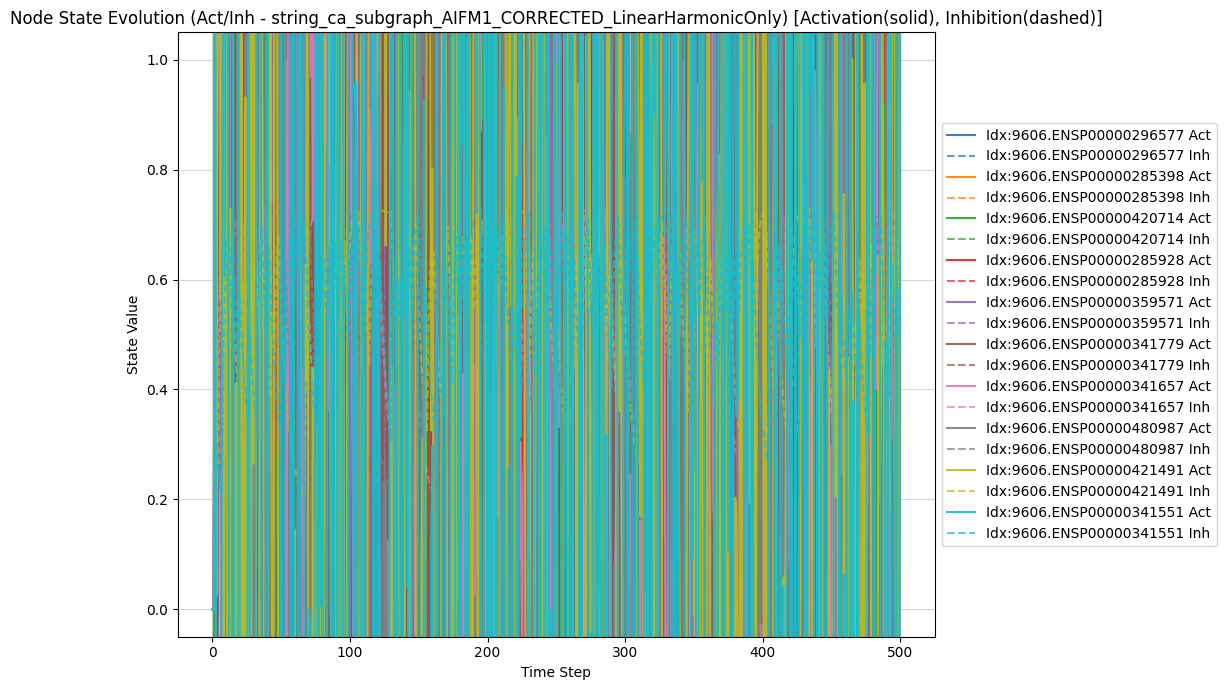 Node State Evolution (Act/Inh - string_ca_subgraph_AIFM1_CORRECTED_LinearHarmonicOnly) [Activation(solid), Inhibition(dashed)]
State Value
1.0
0.8
0.6
0.4
0.2
0.0
0
100
200
300
400
500
Time Step
Idx:9606.ENSP00000296577 Act
Idx:9606.ENSP00000296577 Inh
Idx:9606.ENSP00000285398 Act
Idx:9606.ENSP00000285398 Inh
Idx:9606.ENSP00000420714 Act
Idx:9606.ENSP00000420714 Inh
Idx:9606.ENSP00000285928 Act
Idx:9606.ENSP00000285928 Inh
Idx:9606.ENSP00000359571 Act
Idx:9606.ENSP00000359571 Inh
Idx:9606.ENSP00000341779 Act
Idx:9606.ENSP00000341779 Inh
Idx:9606.ENSP00000341657 Act
Idx:9606.ENSP00000341657 Inh
Idx:9606.ENSP00000480987 Act
Idx:9606.ENSP00000480987 Inh
Idx:9606.ENSP00000421491 Act
Idx:9606.ENSP00000421491 Inh
Idx:9606.ENSP00000341551 Act
Idx:9606.ENSP00000341551 Inh